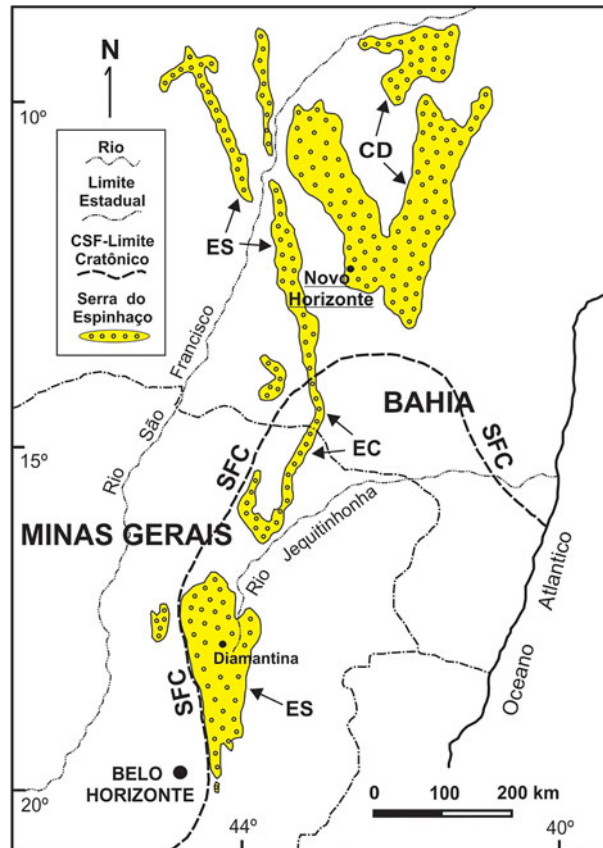 N
10º
Rio
Limite
Estadual
CSF-Limite
Cratônico
Serra do
Espinhaço
CD
ES
Novo
Horizonte
Rio São Francisco
BAHIA
EC
15º
SFC
SFC
MINAS GERAIS
Rio Jequitinhonha
Oceano Atlantico
Diamantina
SFC
ES
BELO
HORIZONTE
0 100 200 km
20º
44º
40º